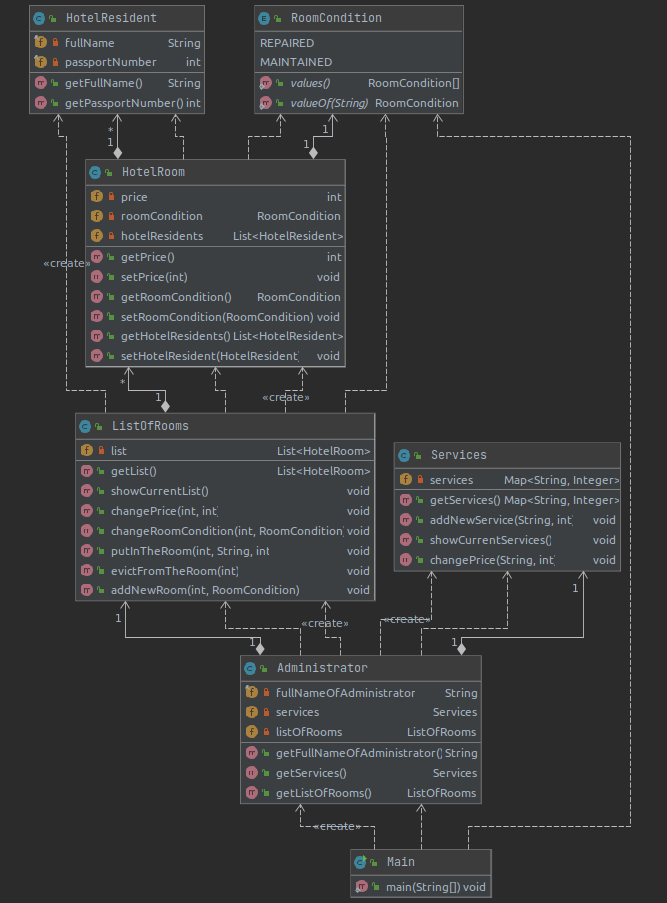 HotelResident
fullName String
passportNumber int
getFullName() String
getPassportNumber() int
RoomCondition
REPAIRED
MAINTAINED
values() RoomCondition[]
valueOf(String) RoomCondition
* 1
1 1
HotelRoom
price int
roomCondition RoomCondition
hotelResidents List<HotelResident>
getPrice() int
setPrice(int) void
getRoomCondition() RoomCondition
setRoomCondition(RoomCondition) void
getHotelResidents() List<HotelResident>
setHotelResident(HotelResident) void
«create»
* 1
«create»
ListOfRooms
list List<HotelRoom>
getList() List<HotelRoom>
showCurrentList() void
changePrice(int, int) void
changeRoomCondition(int, RoomCondition) void
putInTheRoom(int, String, int void
evictFromTheRoom(int) void
addNewRoom(int, RoomCondition) void
Services
services Map<String, Integer>
getServices() Map<String, Integer>
addNewService(String, int) void
showCurrentServices() void
changePrice(String, int) void
1 1
«create»
«create»
1 1
Administrator
fullNameOfAdministrator String
services Services
listOfRooms ListOfRooms
getFullNameOfAdministrator() String
getServices() Services
getListOfRooms() ListOfRooms
«create»
Main
main(String[]) void